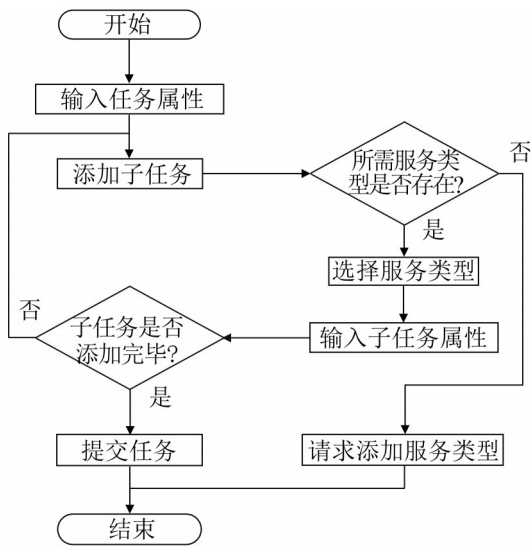 开始
输入任务属性
添加子任务
所需服务类
型是否存在?
否
是
选择服务类型
输入子任务属性
否
子任务是否
添加完毕?
是
提交任务
请求添加服务类型
结束